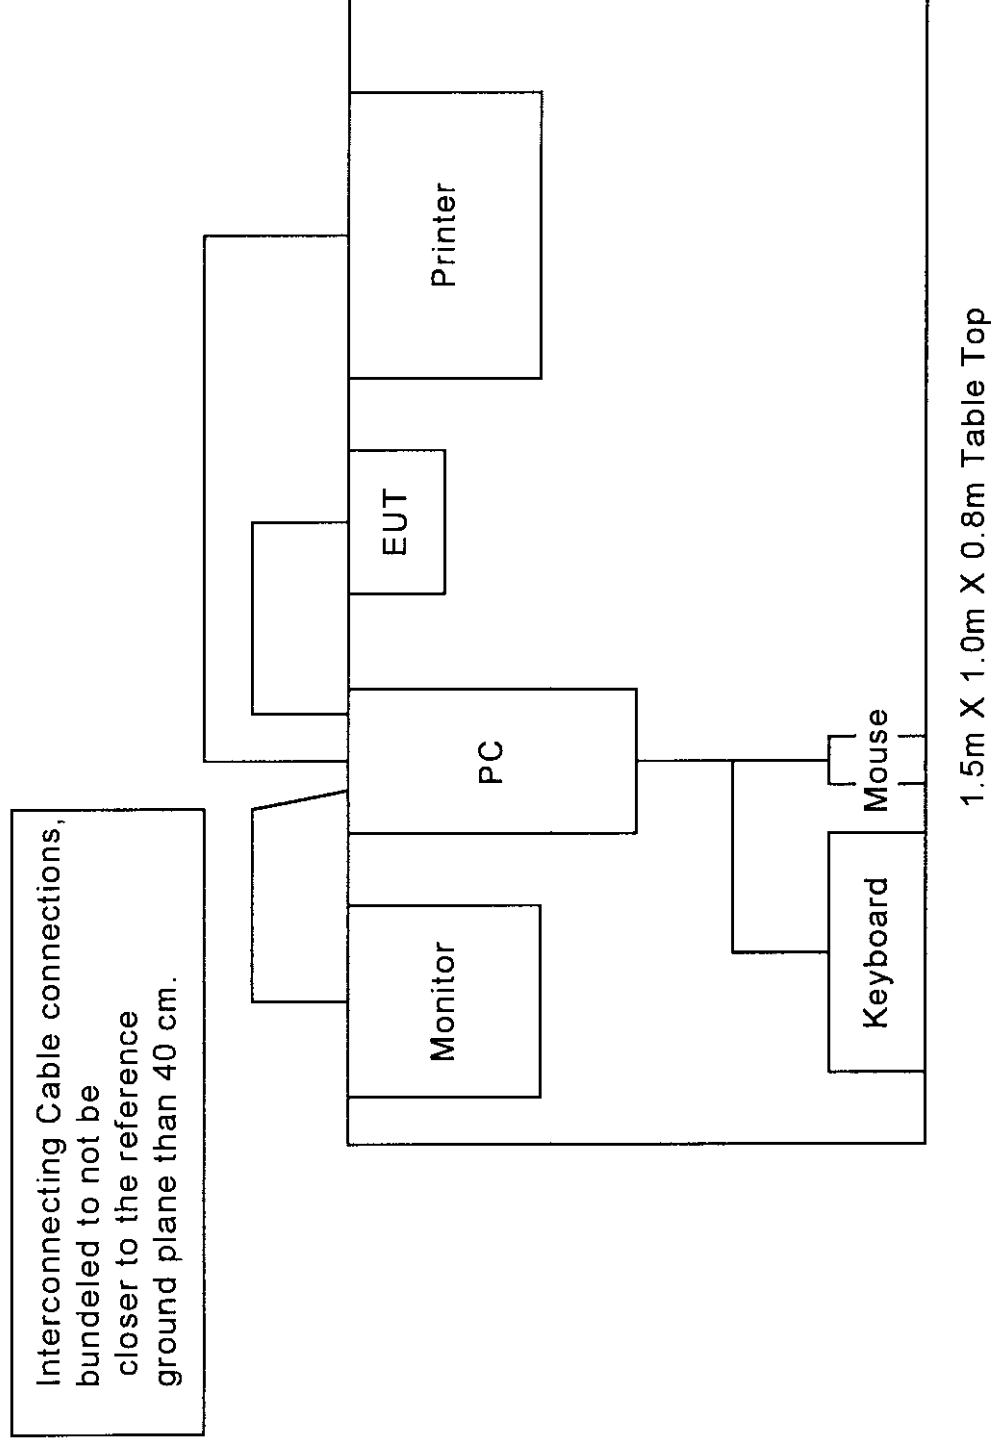 Interconnecting Cable connections,
bundeled to not be
closer to the reference
ground plane than 40 cm.
Monitor
PC
EUT
Printer
Keyboard
Mouse
1.5m X 1.0m X 0.8m Table Top